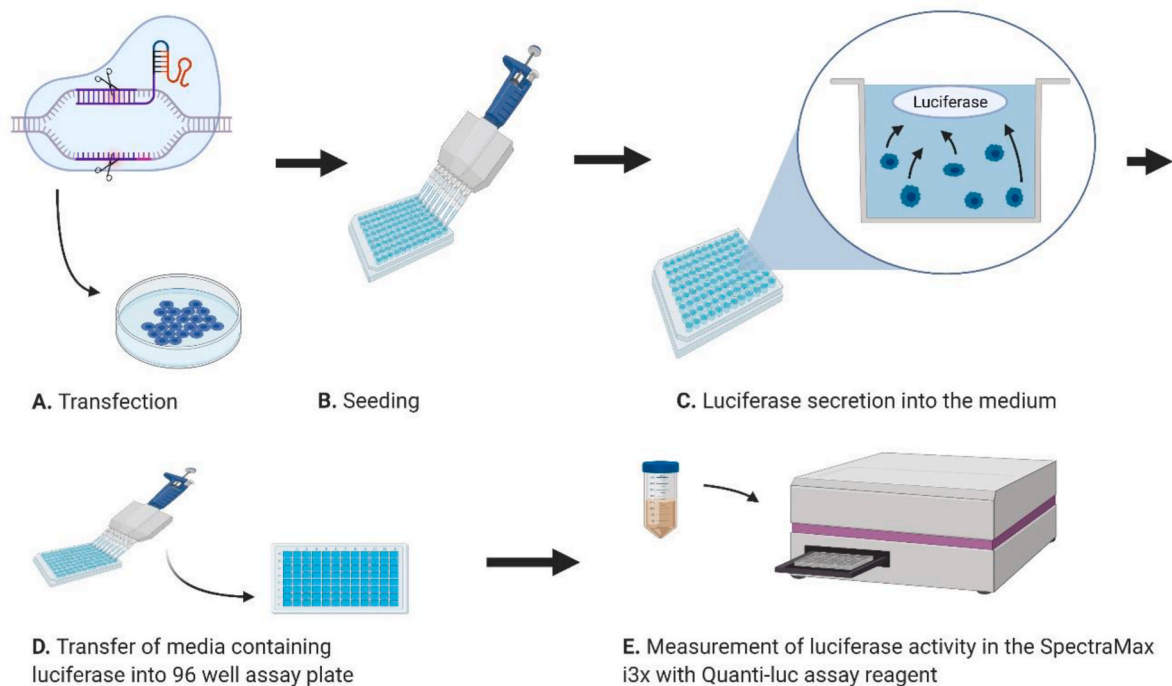 Luciferase
A. Transfection
B. Seeding
C. Luciferase secretion into the medium
D. Transfer of media containing
luciferase into 96 well assay plate
E. Measurement of luciferase activity in the SpectraMax
i3x with Quanti-luc assay reagent